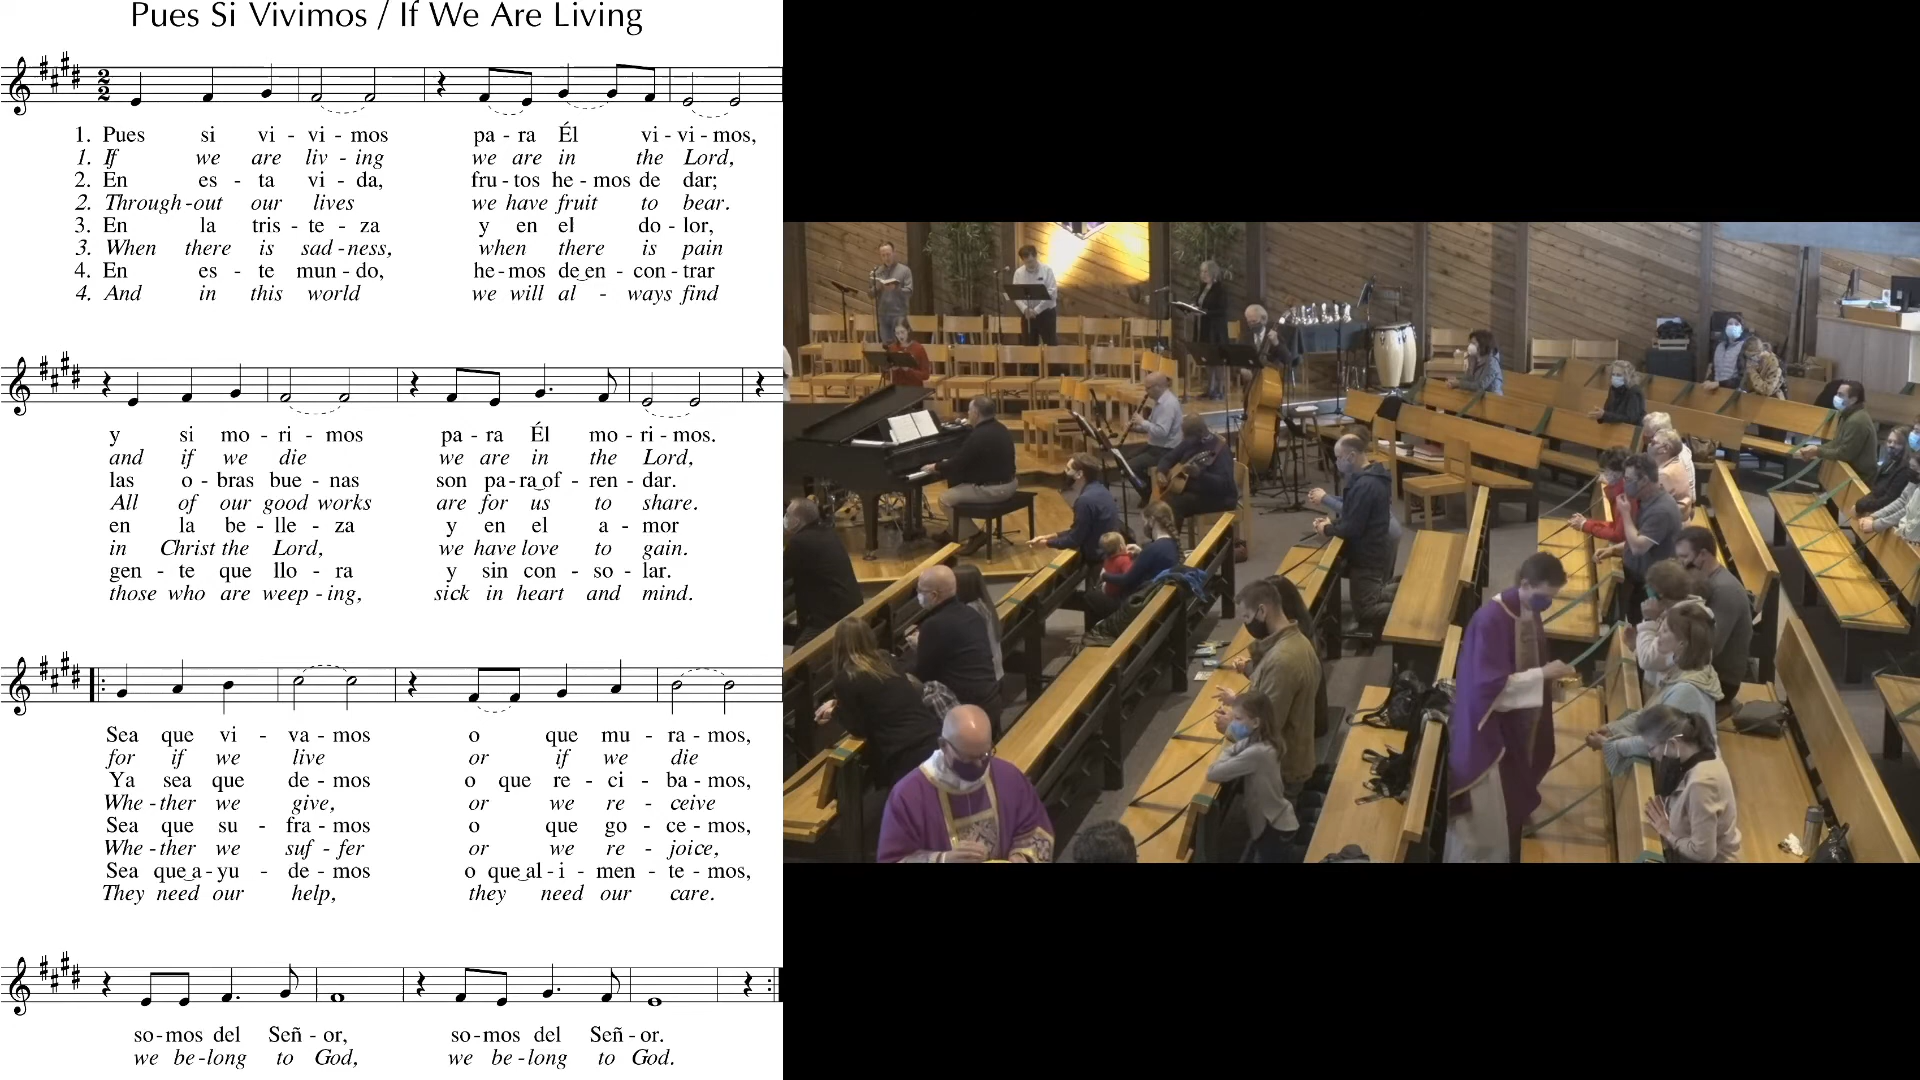 Pues Si Vivimos / If We Are Living
1. Pues si vi - vi - mos pa - ra Él vi - vi - mos,
1. If we are liv - ing we are in the Lord,
2. En es - ta vi - da, fru - tos he - mos de dar;
2. Through - out our lives we have fruit to bear.
3. En la tris - te - za y en el do - lor,
3. When there is sad - ness, when there is pain
4. En es - te mun - do, he - mos de en - con - trar
4. And in this world we will al - ways find
y si mo - ri - mos pa - ra Él mo - ri - mos.
and if we die we are in the Lord,
las o - bras bue - nas son pa - ra of - ren - dar.
All of our good works are for us to share.
en la be - lle - za y en el a - mor
in Christ the Lord, we have love to gain.
gen - te que llo - ra y sin con - so - lar.
those who are weep - ing, sick in heart and mind.
Sea que vi - va - mos o que mu - ra - mos,
for if we live or if we die
Ya sea que de - mos o que re - ci - ba - mos,
Whe - ther we give, or we re - ceive
Sea que su - fra - mos o que go - ce - mos,
Whe - ther we suf - fer or we re - joice,
Sea que a - yu - de - mos o que al - i - men - te - mos,
They need our help, they need our care.
so - mos del Señ - or, so - mos del Señ - or.
we be - long to God, we be - long to God.